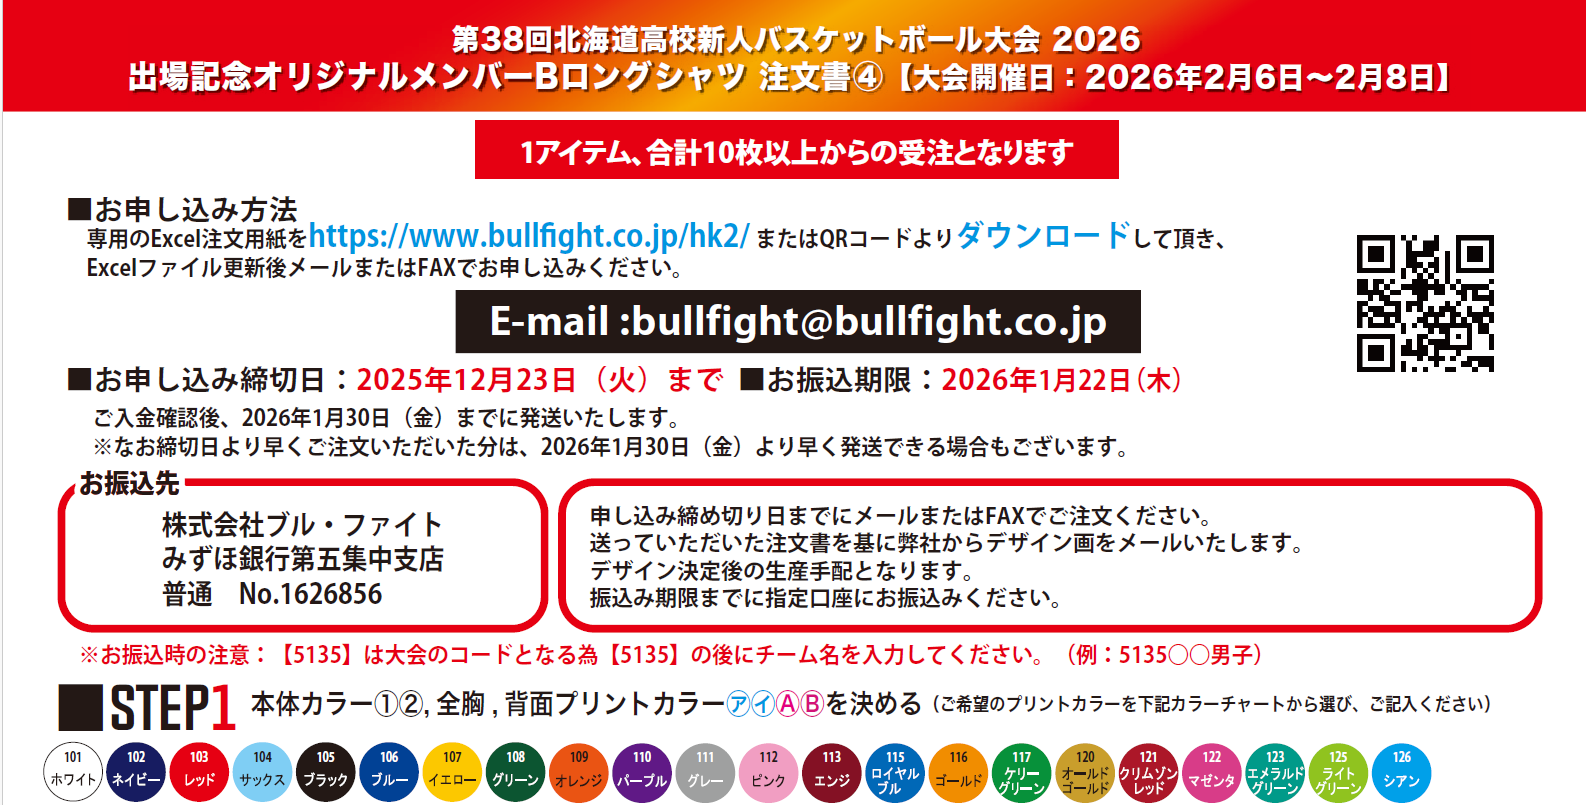 第38回北海道高校新人バスケットボール大会 2026
出場記念オリジナルメンバーBロングシャツ 注文書④【大会開催日：2026年2月6日〜2月8日】
1アイテム、合計10枚以上からの受注となります
■お申し込み方法
専用のExcel注文用紙をhttps://www.bullfight.co.jp/hk2/ またはQRコードよりダウンロードして頂き、
Excelファイル更新後メールまたはFAXでお申し込みください。
E-mail :bullfight@bullfight.co.jp
■お申し込み締切日：2025年12月23日（火）まで ■お振込期限：2026年1月22日（木）
ご入金確認後、2026年1月30日（金）までに発送いたします。
※なお締切日より早くご注文いただいた分は、2026年1月30日（金）より早く発送できる場合もございます。
お振込先
株式会社ブル・ファイト
みずほ銀行第五集中支店
普通 No.1626856
申し込み締め切り日までにメールまたはFAXでご注文ください。
送っていただいた注文書を基に弊社からデザイン画をメールいたします。
デザイン決定後の生産手配となります。
振込み期限までに指定口座にお振込みください。
※お振込時の注意：【5135】は大会のコードとなる為【5135】の後にチーム名を入力してください。（例：5135○○男子）
■STEP1 本体カラー①②, 全胸 , 背面プリントカラー㋐㋑ⒶⒷを決める（ご希望のプリントカラーを下記カラーチャートから選び、ご記入ください）
101 ホワイト
102 ネイビー
103 レッド
104 サックス
105 ブラック
106 ブルー
107 イエロー
108 グリーン
109 オレンジ
110 パープル
111 グレー
112 ピンク
113 エンジ
115 ロイヤルブル
116 ゴールド
117 ケリーグリーン
120 オールドゴールド
121 クリムゾンレッド
122 マゼンタ
123 エメラルドグリーン
125 ライトグリーン
126 シアン